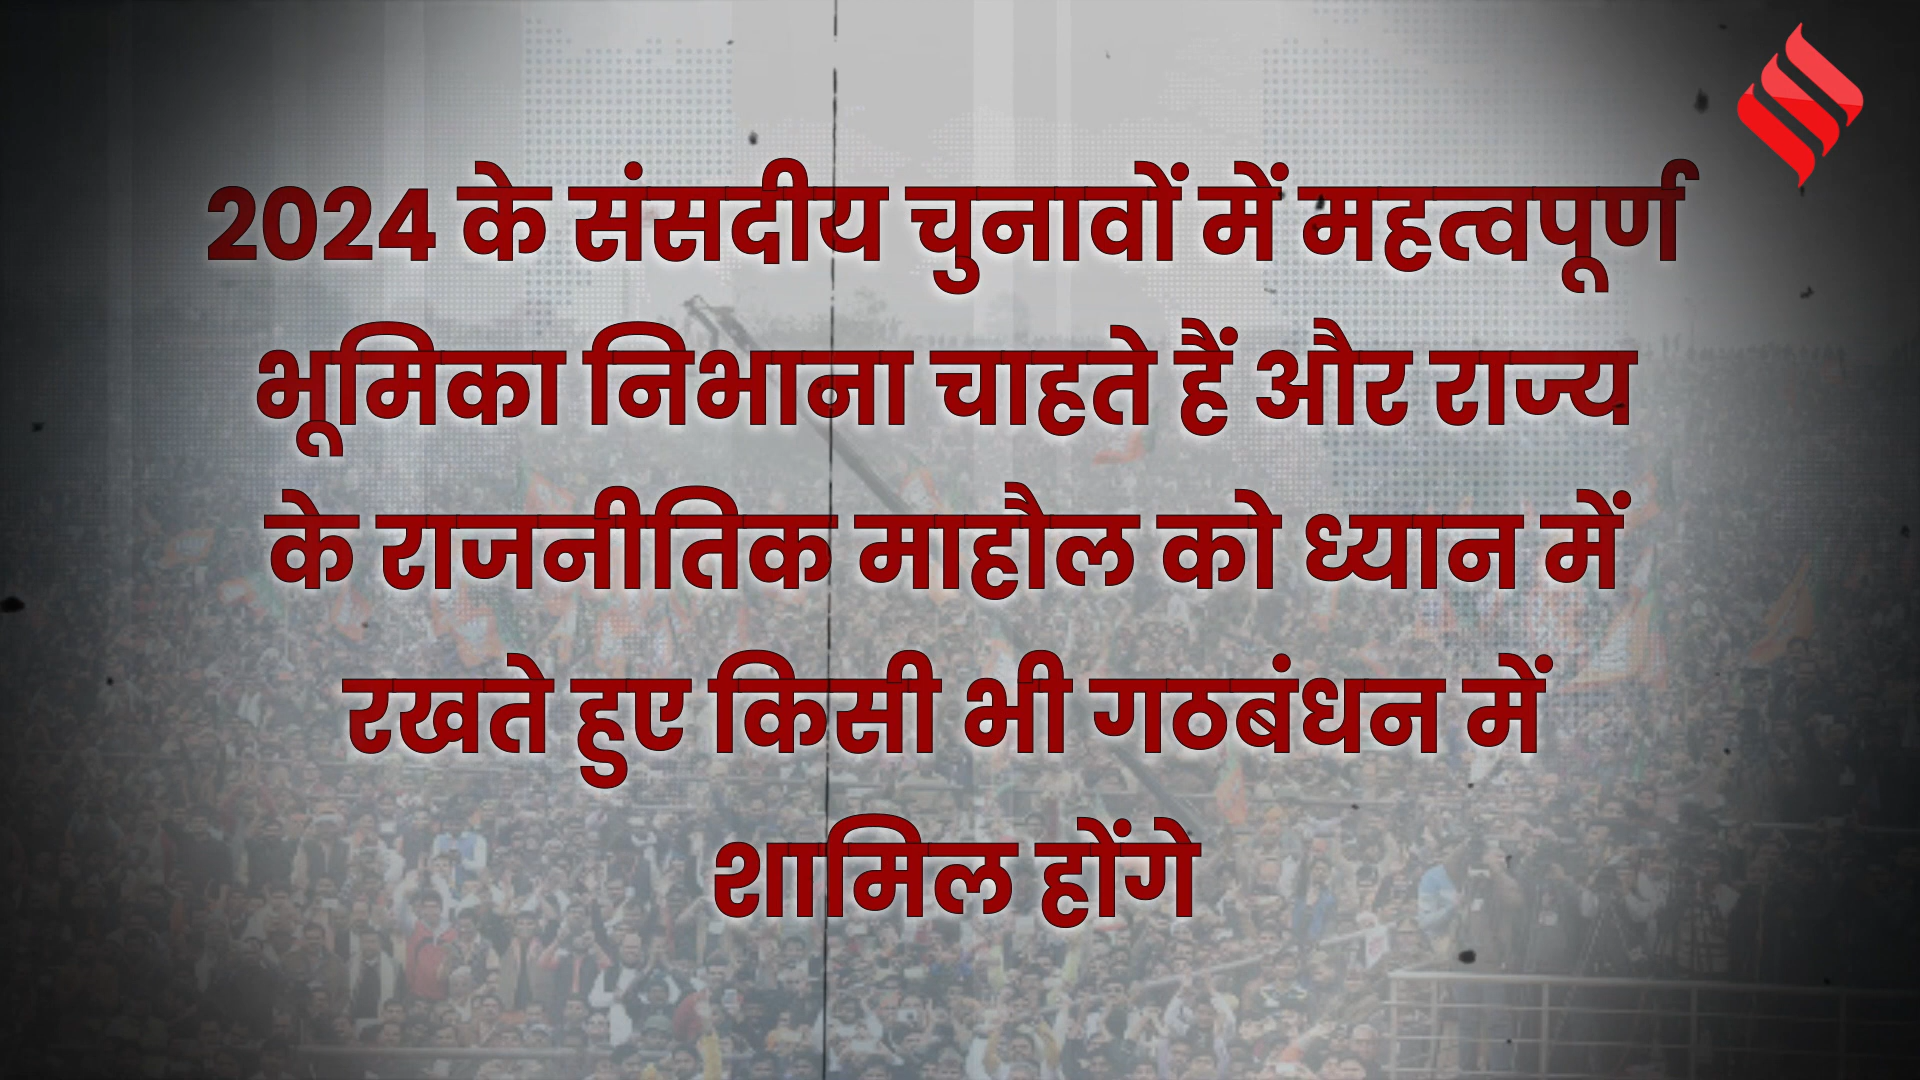 2024 के संसदीय चुनावों में महत्वपूर्ण
भूमिका निभाना चाहते हैं और राज्य
के राजनीतिक माहौल को ध्यान में
रखते हुए किसी भी गठबंधन में
शामिल होंगे